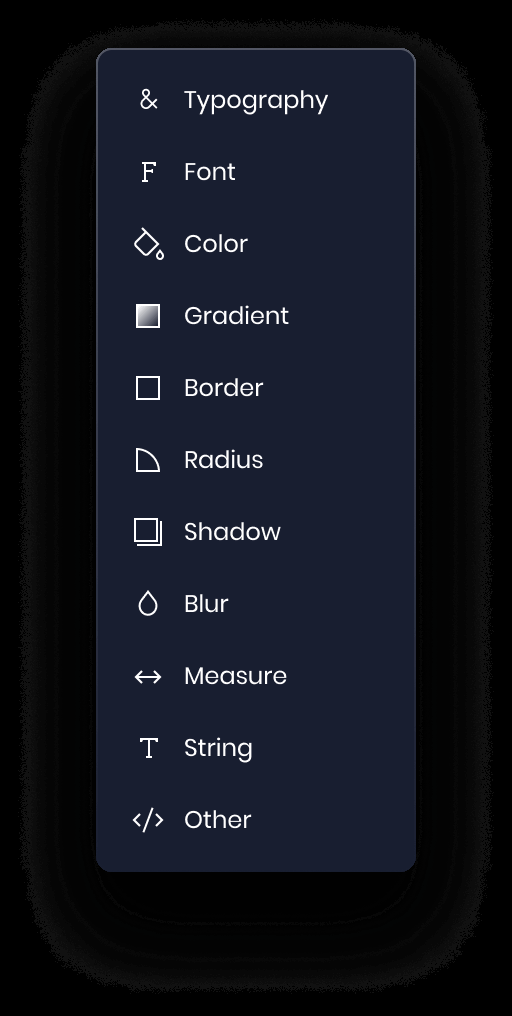 & Typography
F Font
Color
Gradient
Border
Radius
Shadow
Blur
Measure
T String
</> Other